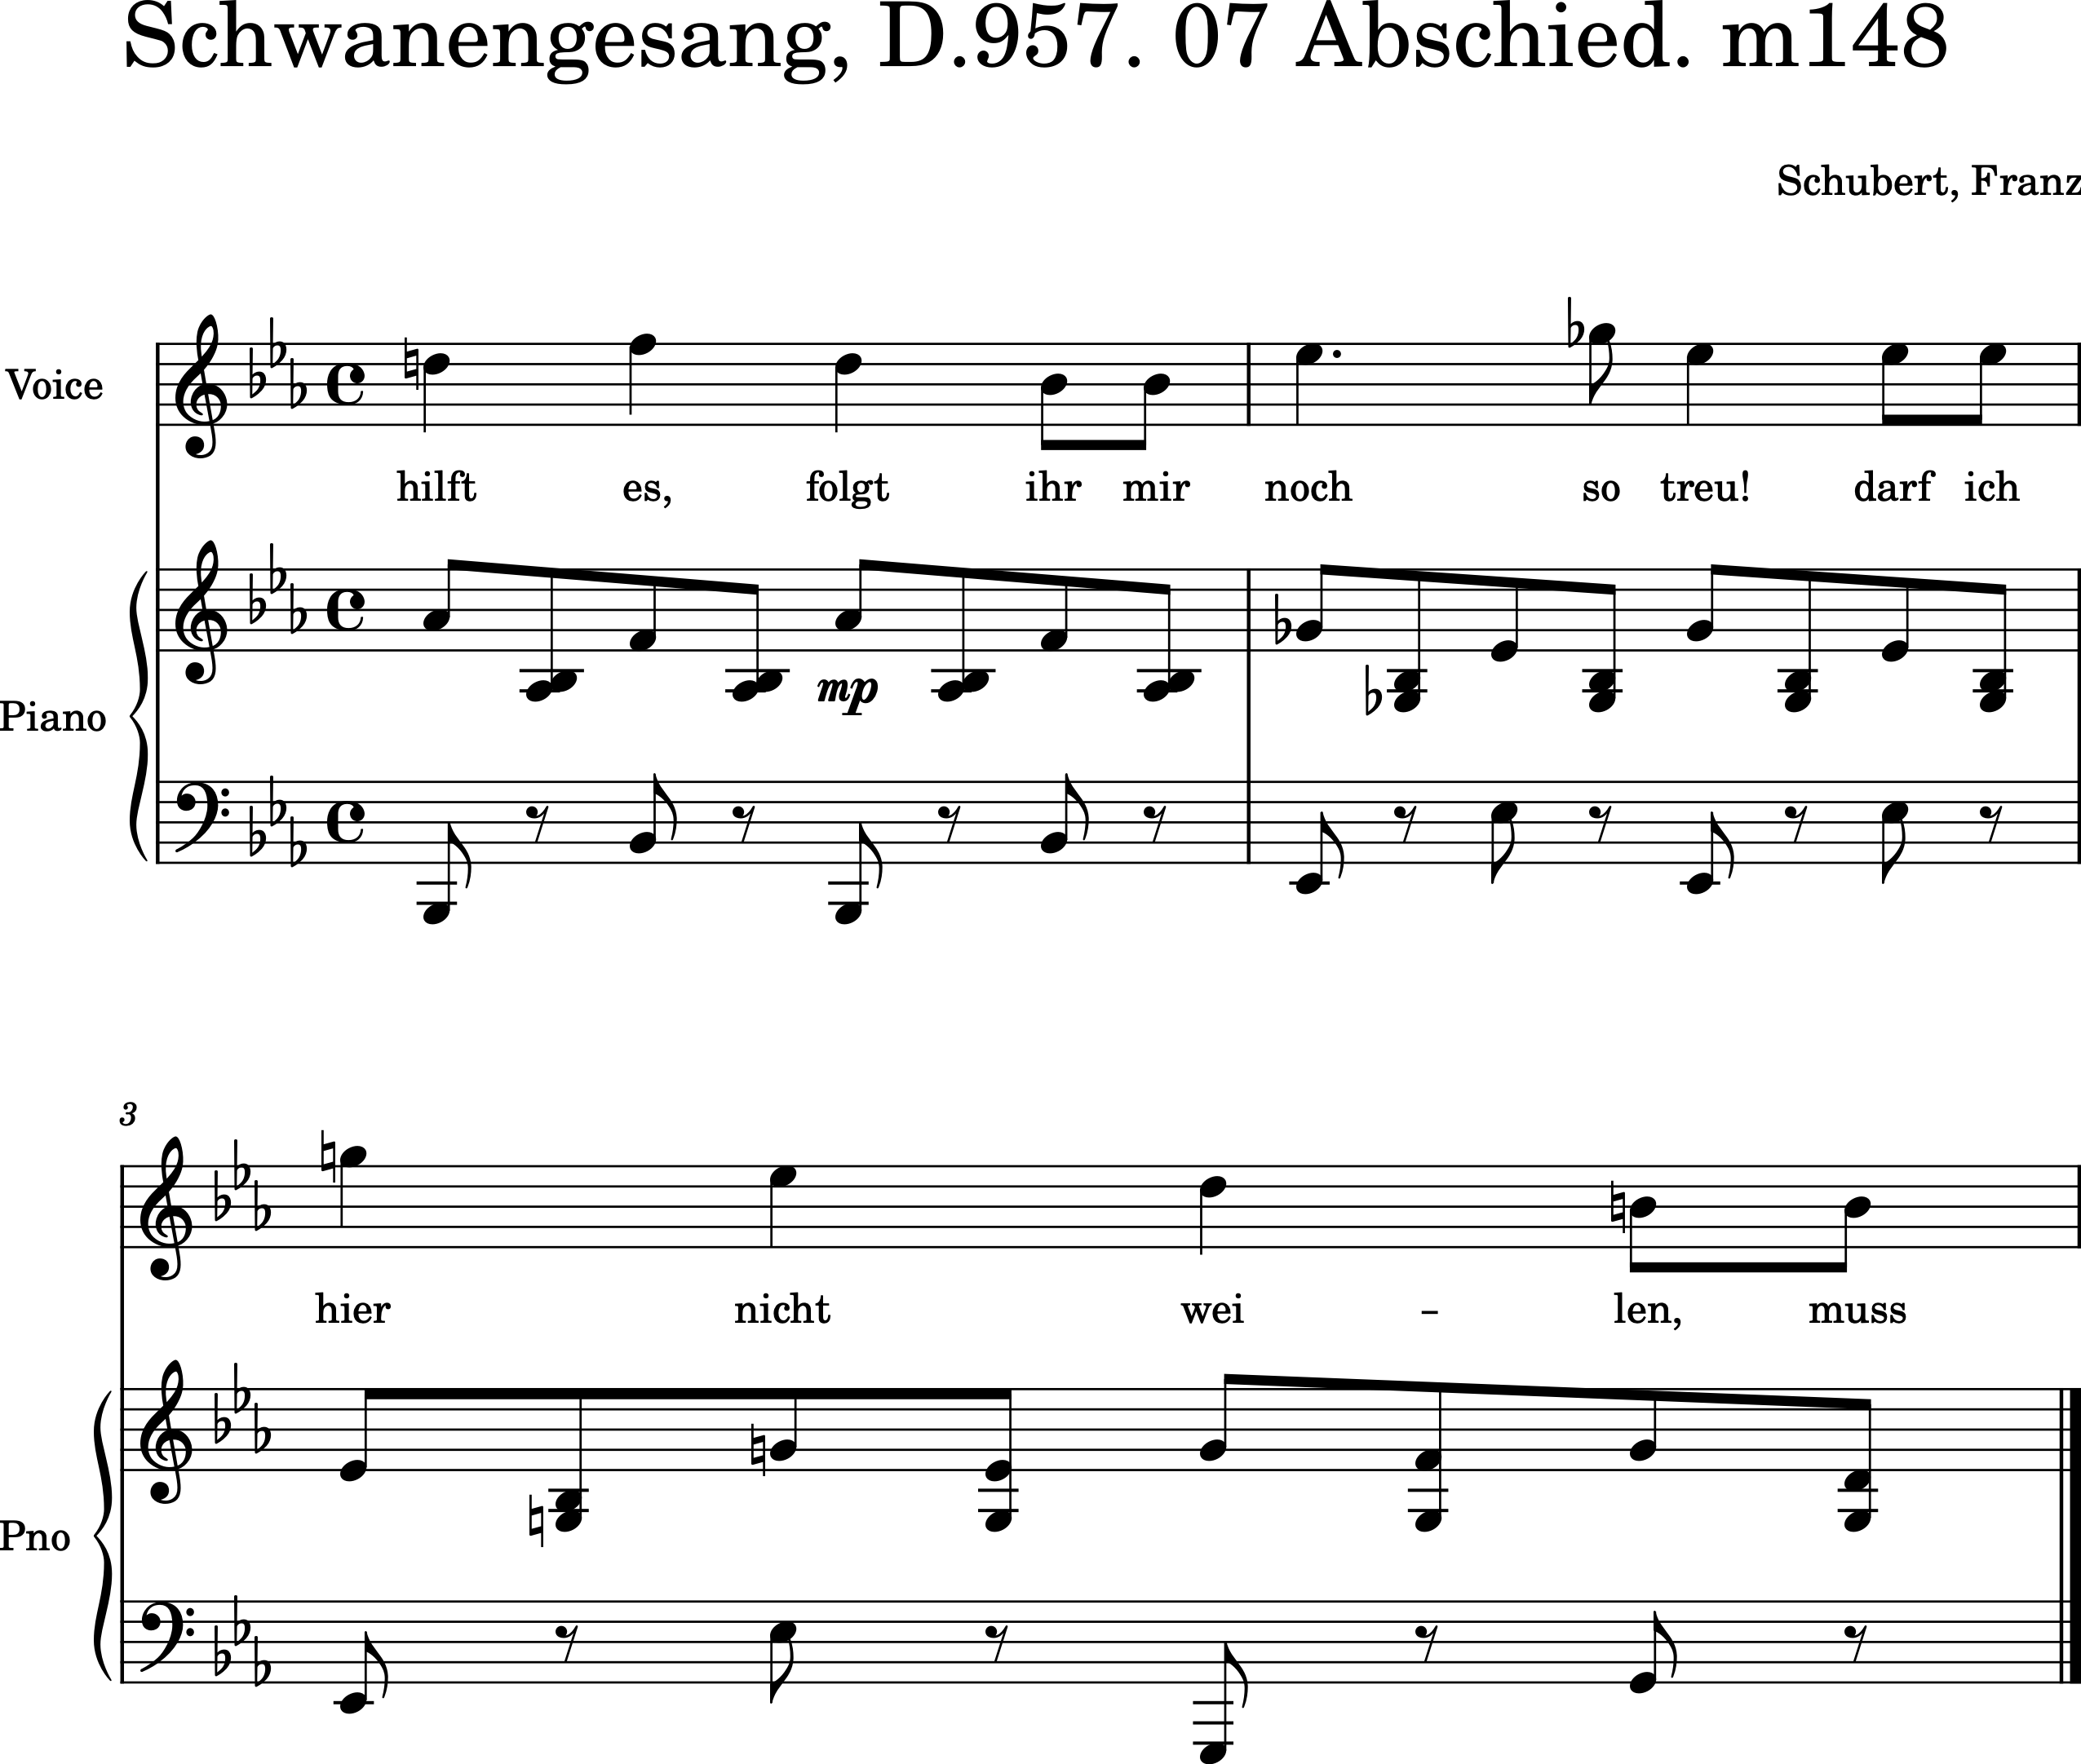 Schwanengesang, D.957. 07 Abschied. m148
Schubert, Franz
Voice
hilft es, folgt ihr mir noch so treu! darf ich
mp
Piano
3
hier nicht wei – len, muss
Pno